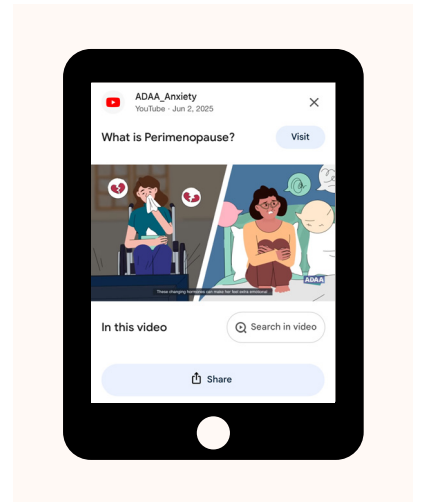 ADAA_Anxiety
YouTube · Jun 2, 2025
What is Perimenopause?
Visit
These changing hormones can make her feel extra emotional.
ADAA
In this video
Search in video
Share